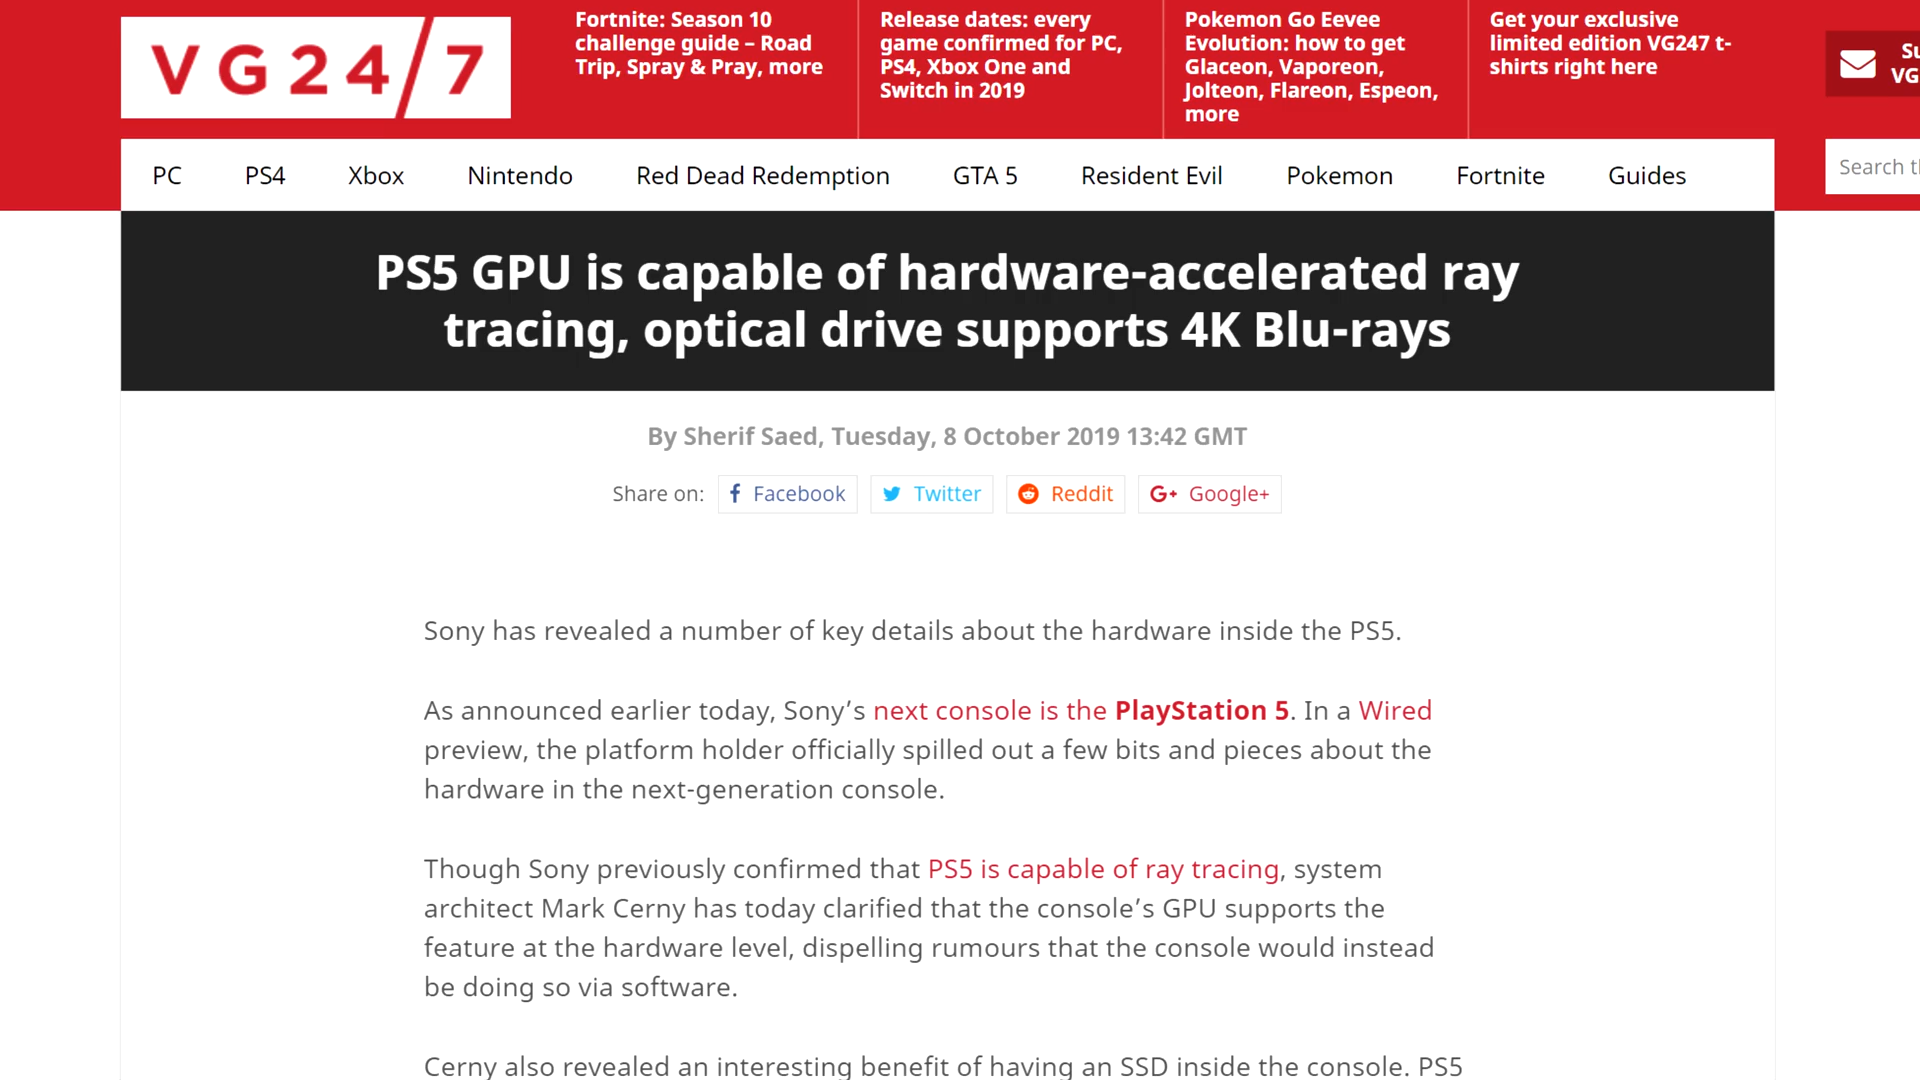 VG24/7
Fortnite: Season 10
challenge guide – Road
Trip, Spray & Pray, more
Release dates: every
game confirmed for PC,
PS4, Xbox One and
Switch in 2019
Pokemon Go Eevee
Evolution: how to get
Glaceon, Vaporeon,
Jolteon, Flareon, Espeon,
more
Get your exclusive
limited edition VG247 t-
shirts right here
Su
VG
PC PS4 Xbox Nintendo Red Dead Redemption GTA 5 Resident Evil Pokemon Fortnite Guides
Search t
PS5 GPU is capable of hardware-accelerated ray
tracing, optical drive supports 4K Blu-rays
By Sherif Saed, Tuesday, 8 October 2019 13:42 GMT
Share on: Facebook Twitter Reddit G+ Google+
Sony has revealed a number of key details about the hardware inside the PS5.
As announced earlier today, Sony’s next console is the PlayStation 5. In a Wired
preview, the platform holder officially spilled out a few bits and pieces about the
hardware in the next-generation console.
Though Sony previously confirmed that PS5 is capable of ray tracing, system
architect Mark Cerny has today clarified that the console’s GPU supports the
feature at the hardware level, dispelling rumours that the console would instead
be doing so via software.
Cerny also revealed an interesting benefit of having an SSD inside the console. PS5